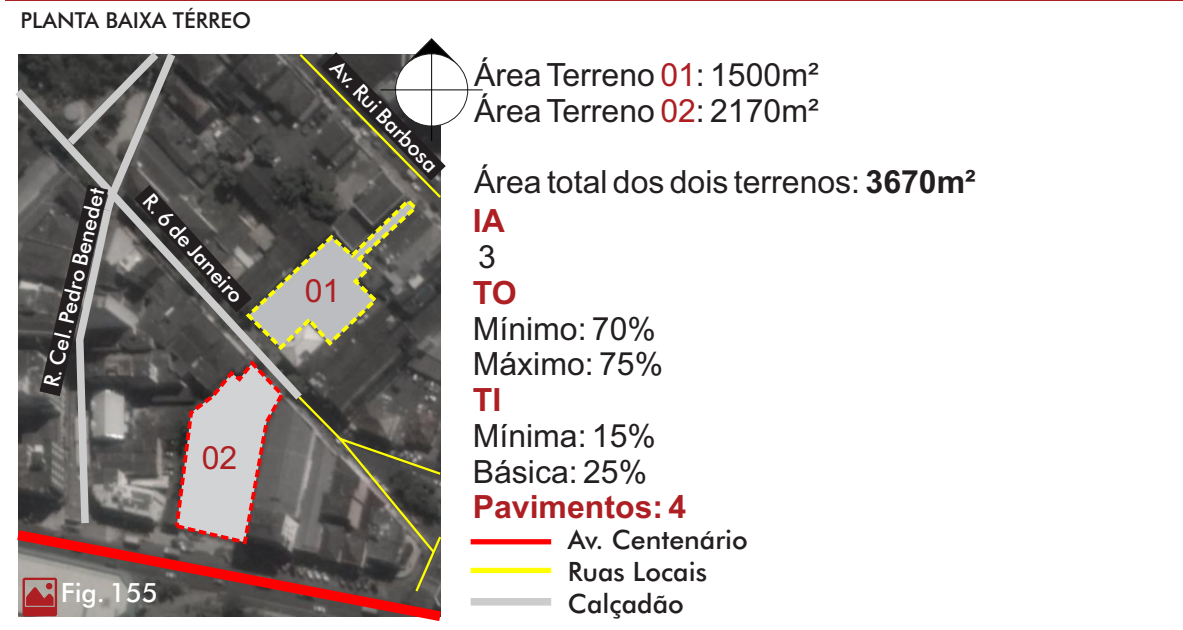 PLANTA BAIXA TÉRREO
Av. Rui Barbosa
R. 6 de Janeiro
R. Cel. Pedro Benedet
01
02
Fig. 155
Área Terreno 01: 1500m²
Área Terreno 02: 2170m²
Área total dos dois terrenos: 3670m²
IA
3
TO
Mínimo: 70%
Máximo: 75%
TI
Mínima: 15%
Básica: 25%
Pavimentos: 4
Av. Centenário
Ruas Locais
Calçadão